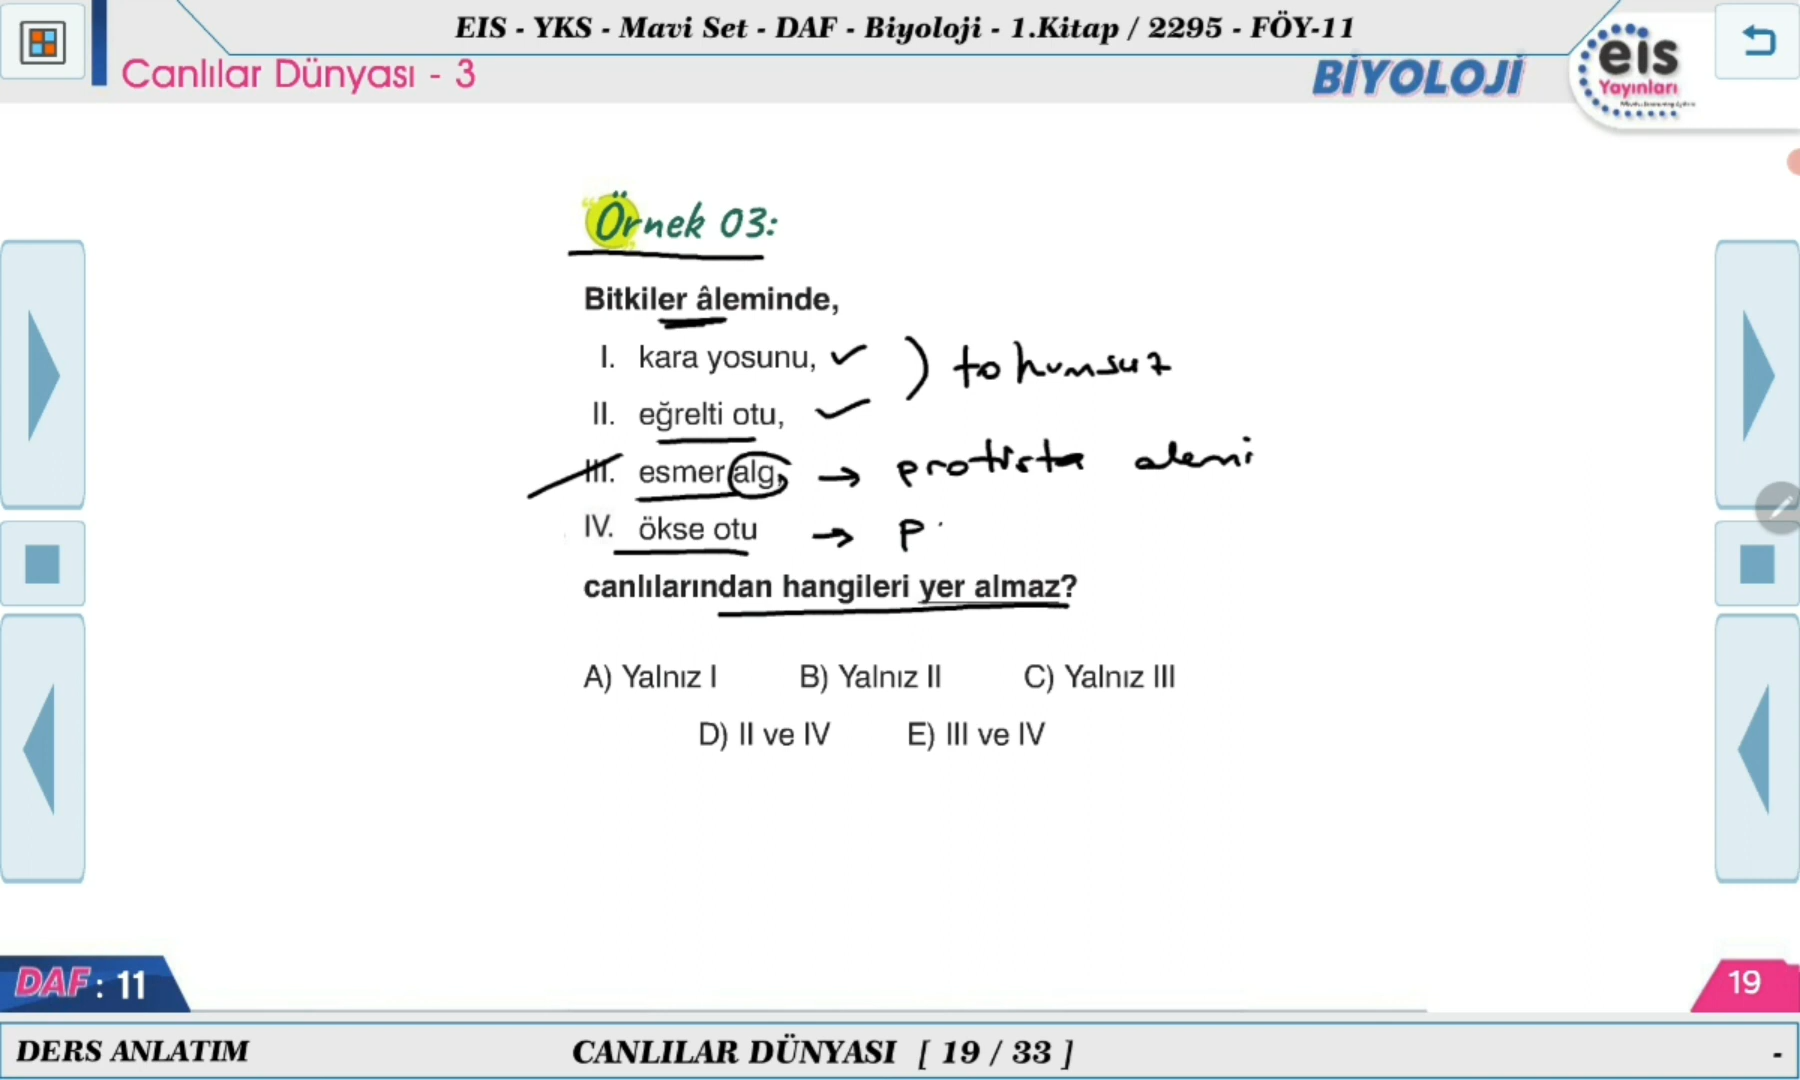 EIS - YKS - Mavi Set - DAF - Biyoloji - 1.Kitap / 2295 - FÖY-11
Canlılar Dünyası - 3
BİYOLOJİ
eis
Yayınları
Örnek 03:
Bitkiler âleminde,
I. kara yosunu, ) tohumsuz
II. eğrelti otu,
III. esmer alg, → protista alemi
IV. ökse otu → P
canlılarından hangileri yer almaz?
A) Yalnız I B) Yalnız II C) Yalnız III
D) II ve IV E) III ve IV
DAF : 11
19
DERS ANLATIM CANLILAR DÜNYASI [ 19 / 33 ] -